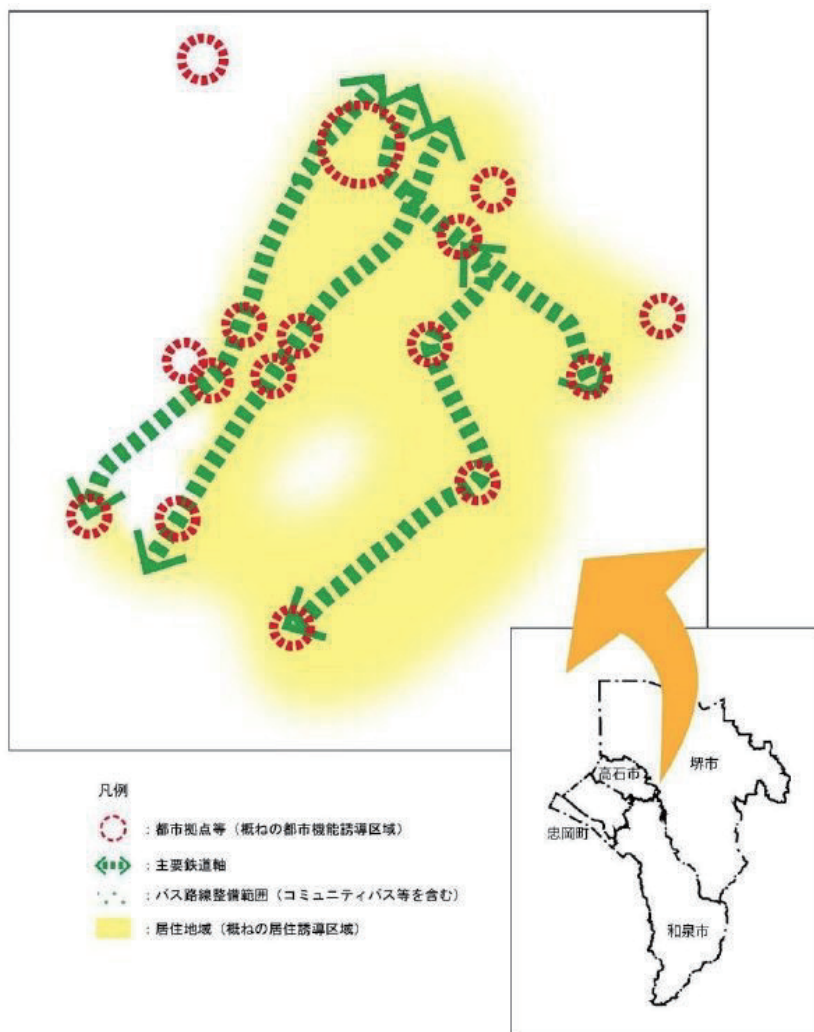 高石市
堺市
忠岡町
和泉市
凡例
：都市拠点等（概ねの都市機能誘導区域）
：主要鉄道軸
：バス路線整備範囲（コミュニティバス等を含む）
：居住地域（概ねの居住誘導区域）